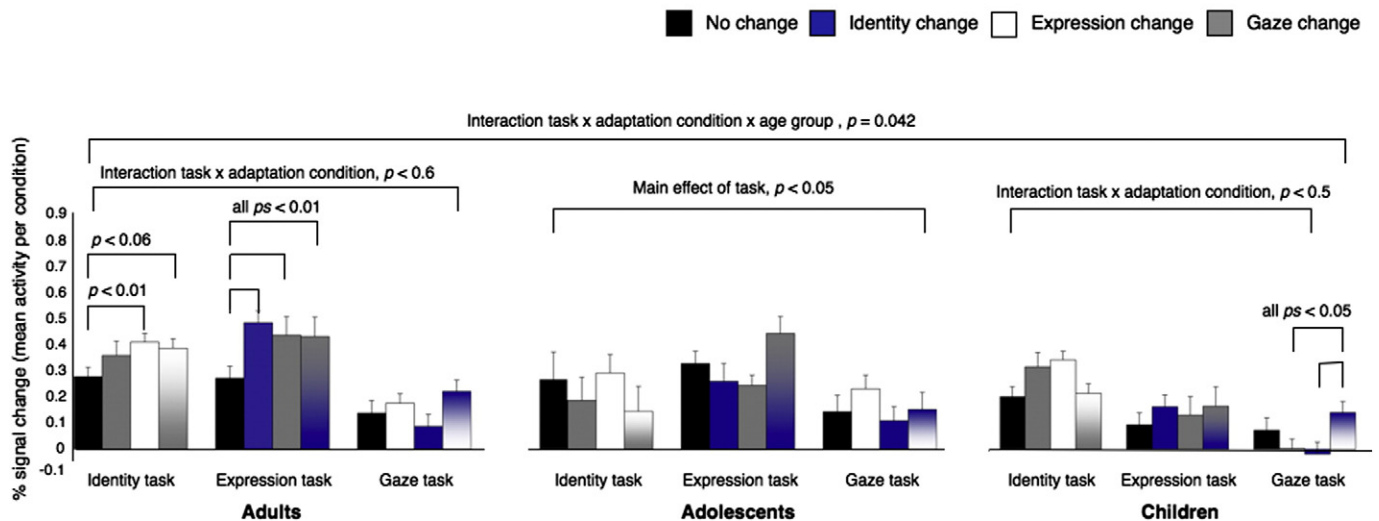 No change Identity change Expression change Gaze change
Interaction task x adaptation condition x age group , p = 0.042
Interaction task x adaptation condition, p < 0.6
Main effect of task, p < 0.05
Interaction task x adaptation condition, p < 0.5
% signal change (mean activity per condition)
0.9
0.8
0.7
0.6
0.5
0.4
0.3
0.2
0.1
0
-0.1
all ps < 0.01
p < 0.06
p < 0.01
all ps < 0.05
Identity task Expression task Gaze task
Adults
Identity task Expression task Gaze task
Adolescents
Identity task Expression task Gaze task
Children